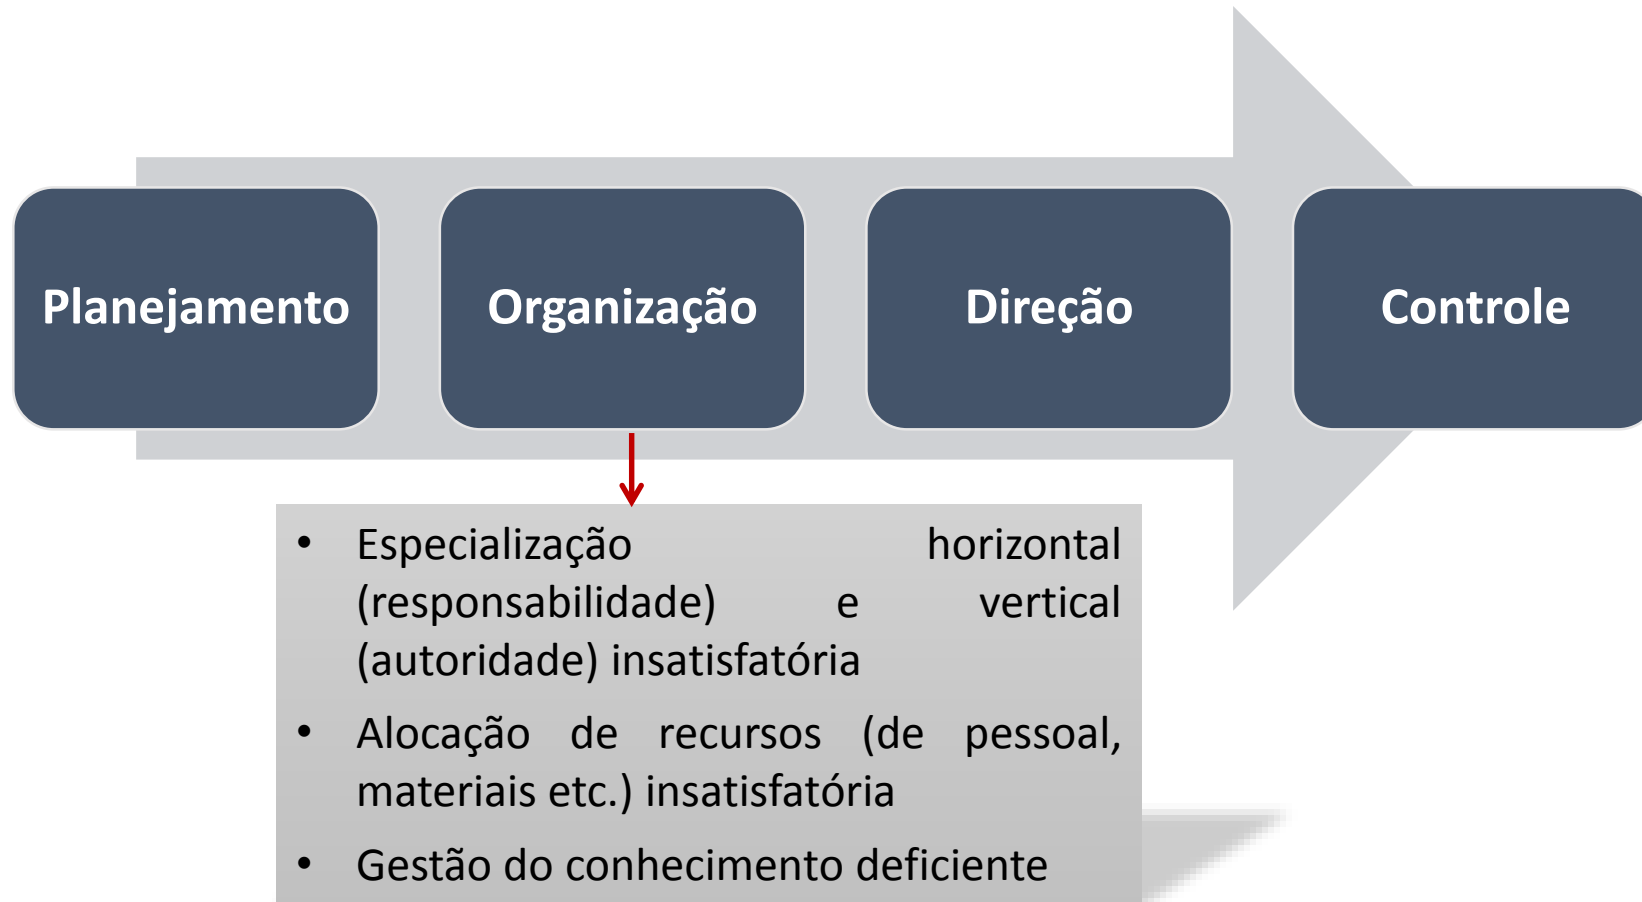 Planejamento
Organização
Direção
Controle
• Especialização horizontal
(responsabilidade) e vertical
(autoridade) insatisfatória
• Alocação de recursos (de pessoal,
materiais etc.) insatisfatória
• Gestão do conhecimento deficiente